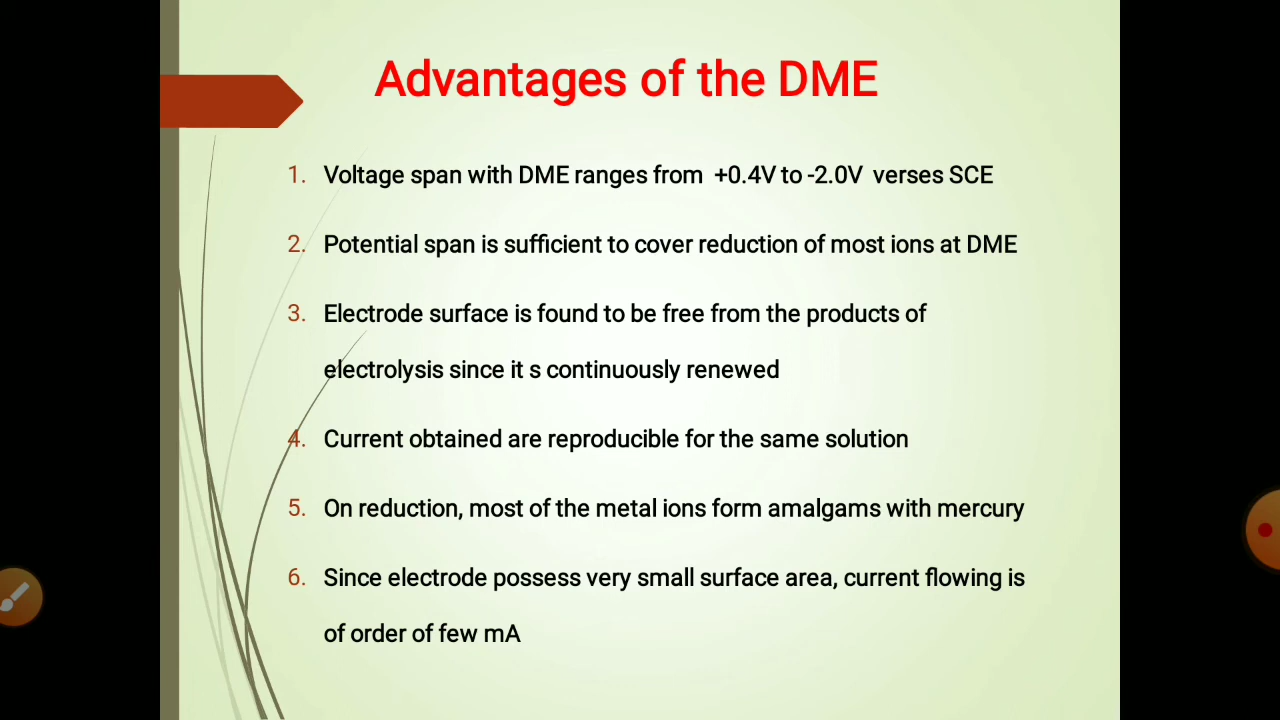 Advantages of the DME
1. Voltage span with DME ranges from +0.4V to -2.0V verses SCE
2. Potential span is sufficient to cover reduction of most ions at DME
3. Electrode surface is found to be free from the products of
electrolysis since it s continuously renewed
4. Current obtained are reproducible for the same solution
5. On reduction, most of the metal ions form amalgams with mercury
6. Since electrode possess very small surface area, current flowing is
of order of few mA